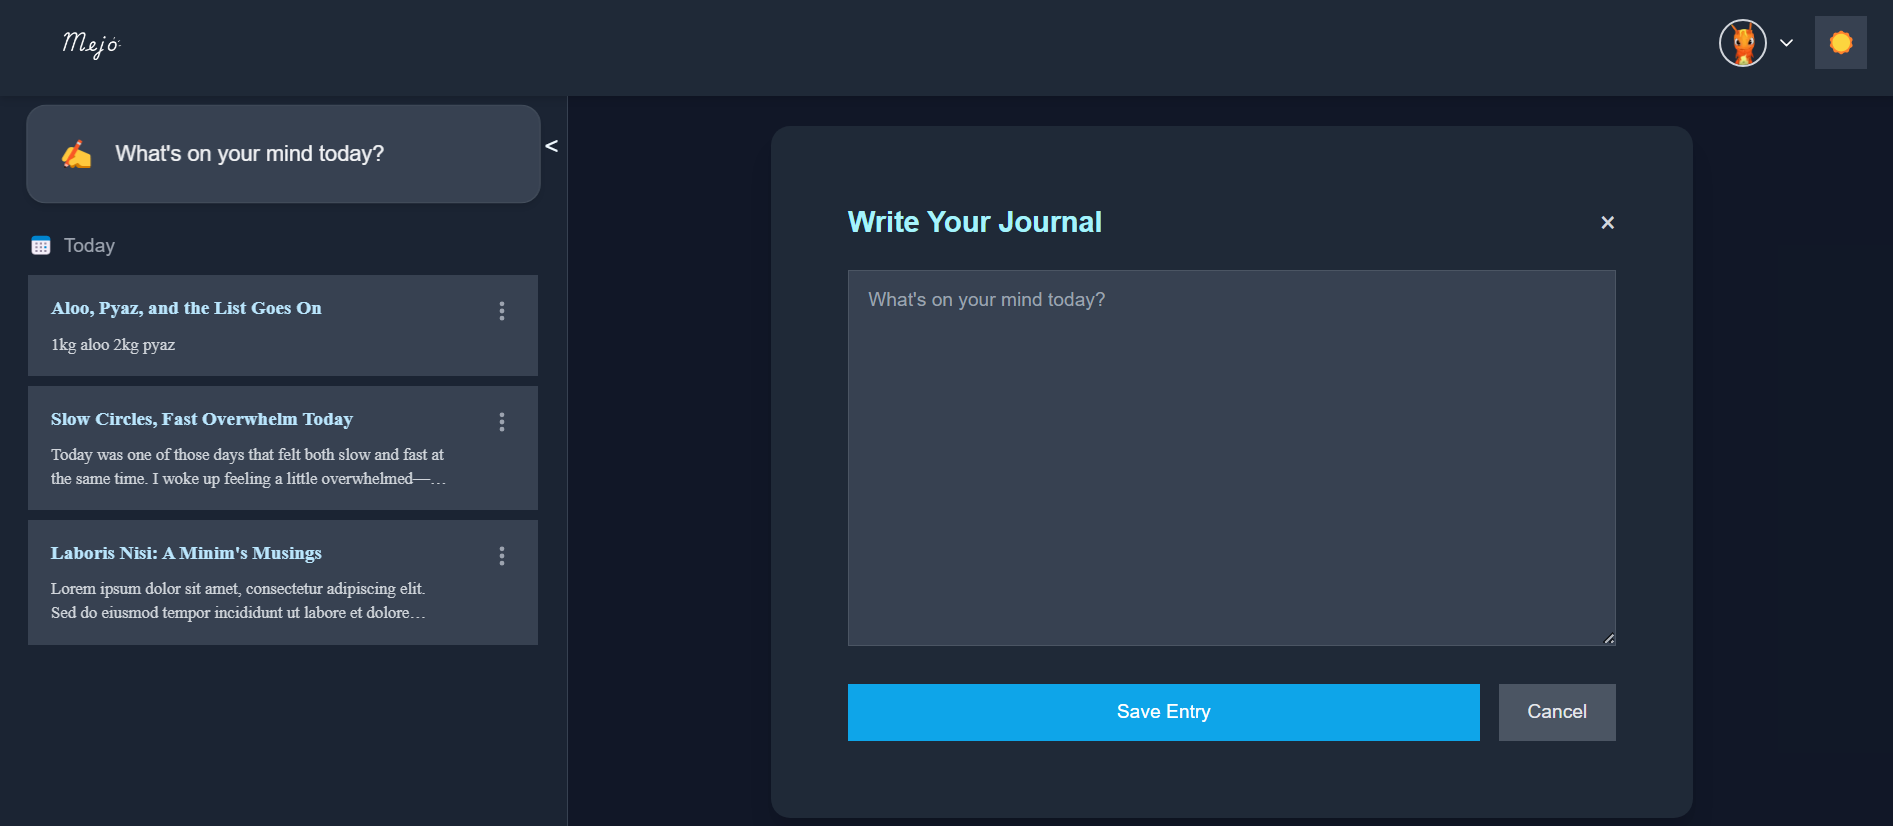 Mejo
What's on your mind today?
<
Today
Aloo, Pyaz, and the List Goes On
1kg aloo 2kg pyaz
Slow Circles, Fast Overwhelm Today
Today was one of those days that felt both slow and fast at
the same time. I woke up feeling a little overwhelmed—…
Laboris Nisi: A Minim's Musings
Lorem ipsum dolor sit amet, consectetur adipiscing elit.
Sed do eiusmod tempor incididunt ut labore et dolore…
Write Your Journal
×
What's on your mind today?
Save Entry
Cancel